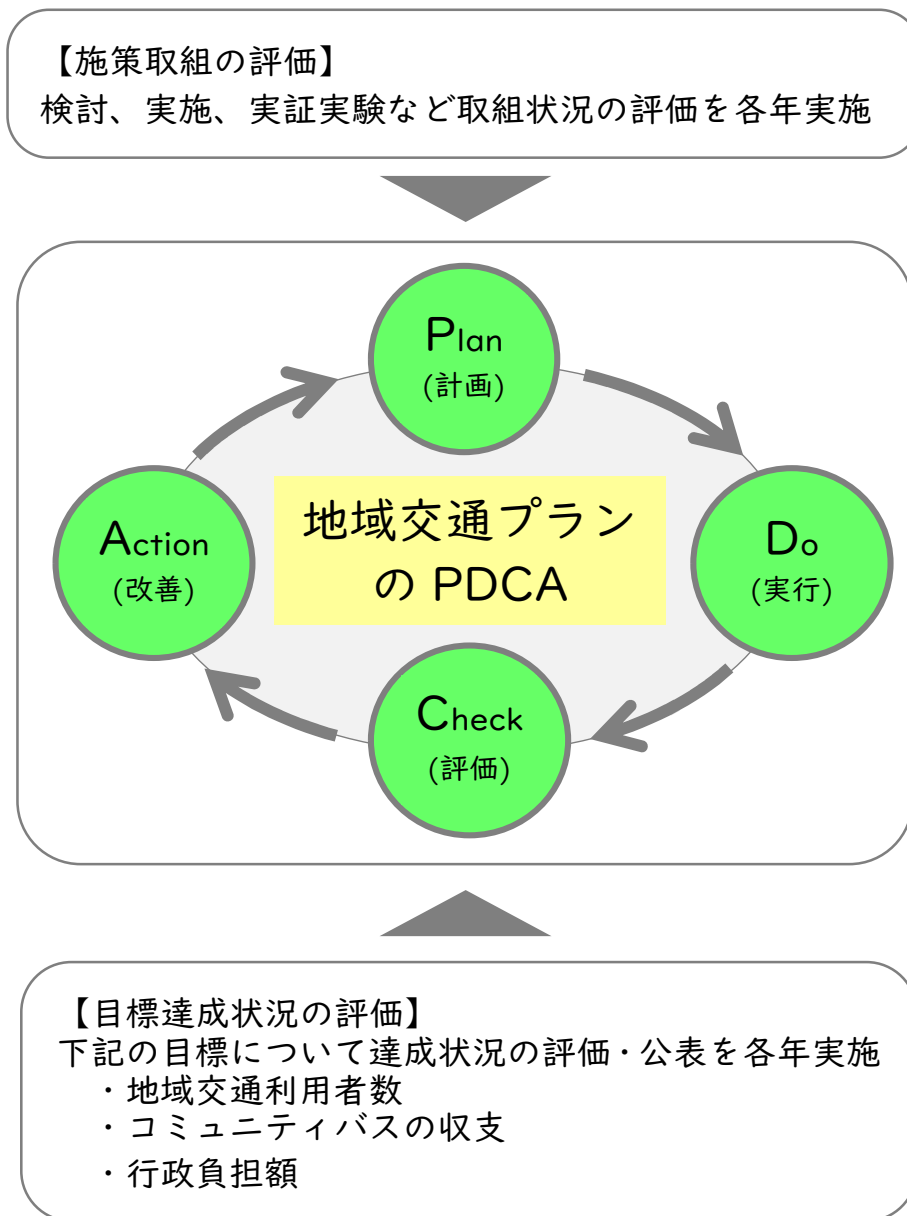 【施策取組の評価】
検討、実施、実証実験など取組状況の評価を各年実施
Plan
(計画)
Action
(改善)
地域交通プラン
の PDCA
Do
(実行)
Check
(評価)
【目標達成状況の評価】
下記の目標について達成状況の評価・公表を各年実施
・地域交通利用者数
・コミュニティバスの収支
・行政負担額